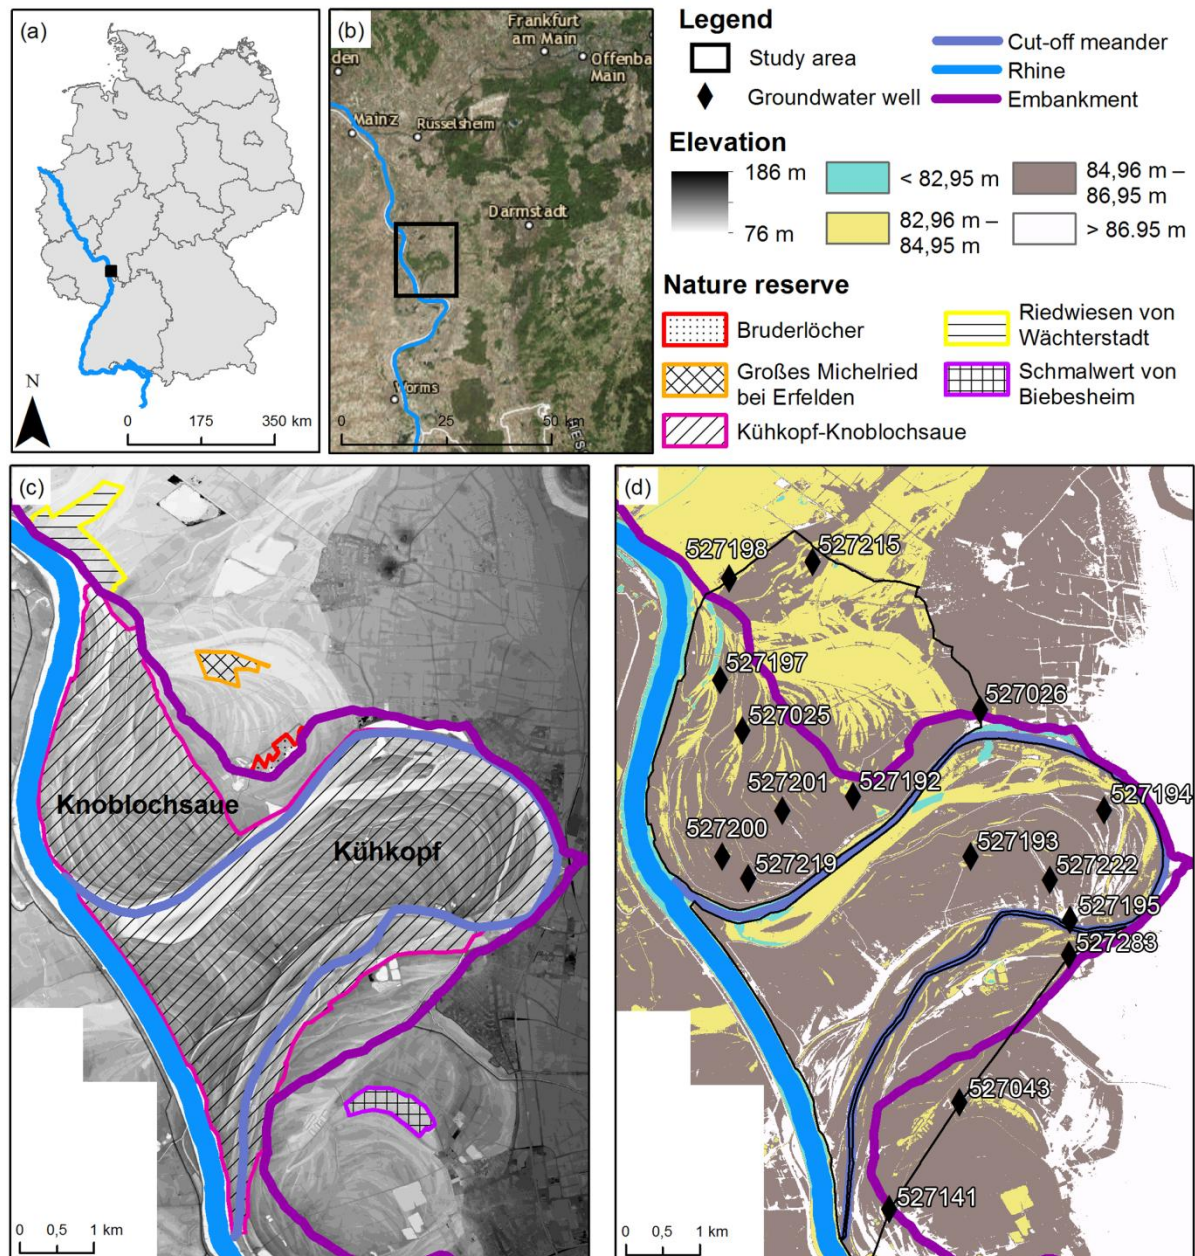 (a)
N
0 175 350 km
(b)
Frankfurt
am Main
Offenba
Main
den
Mainz
Rüsselsheim
Darmstadt
Worms
0 25 50 km
Legend
Study area
Groundwater well
Cut-off meander
Rhine
Embankment
Elevation
186 m
76 m
< 82,95 m
82,96 m –
84,95 m
84,96 m –
86,95 m
> 86.95 m
Nature reserve
Bruderlöcher
Großes Michelried
bei Erfelden
Kühkopf-Knoblochsaue
Riedwiesen von
Wächterstadt
Schmalwert von
Biebesheim
(c)
Knoblochsaue
Kühkopf
0 0,5 1 km
(d)
527198
527215
527197
527026
527025
527201
527192
527194
527200
527193
527219
527222
527195
527283
527043
527141
0 0,5 1 km